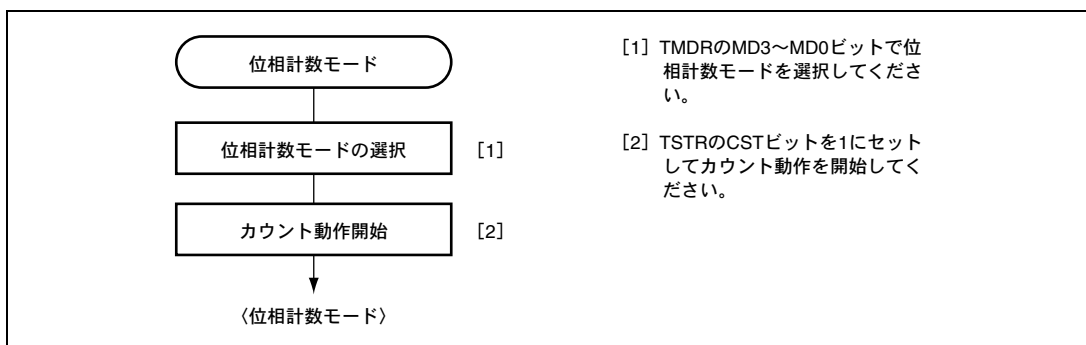 位相計数モード
位相計数モードの選択 [1]
カウント動作開始 [2]
〈位相計数モード〉
[1] TMDRのMD3～MD0ビットで位
相計数モードを選択してくださ
い。
[2] TSTRのCSTビットを1にセット
してカウント動作を開始してく
ださい。